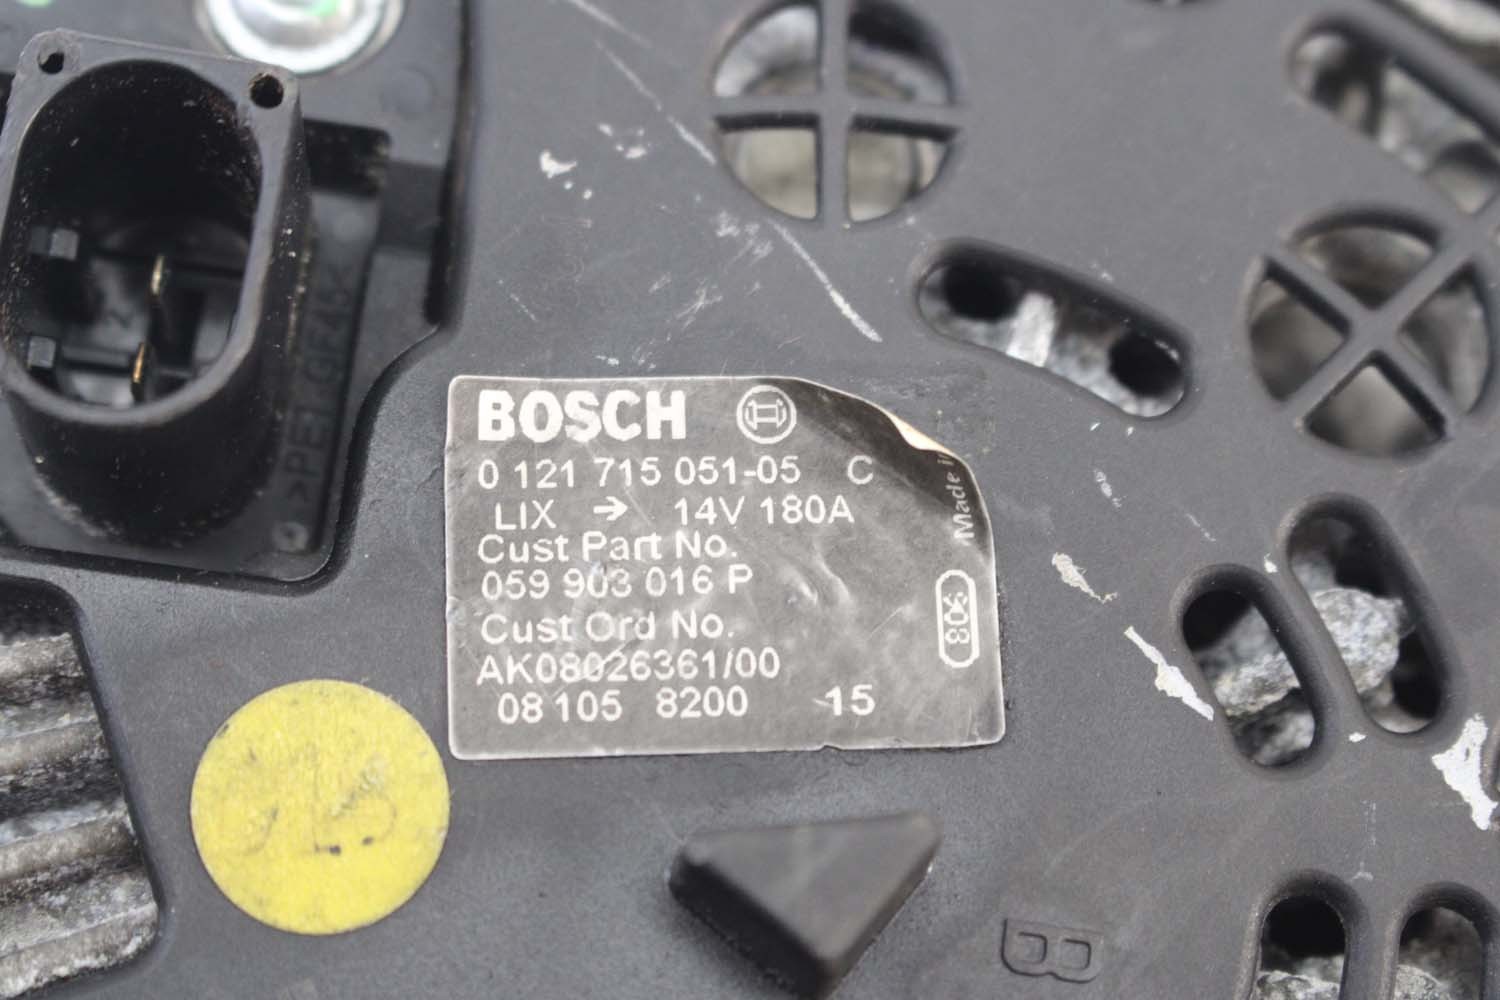 BOSCH
0 121 715 051-05 C
LIX → 14V 180A
Cust Part No.
059 903 016 P
Cust Ord No.
AK08026361/00
08 105 8200 15
Made
B